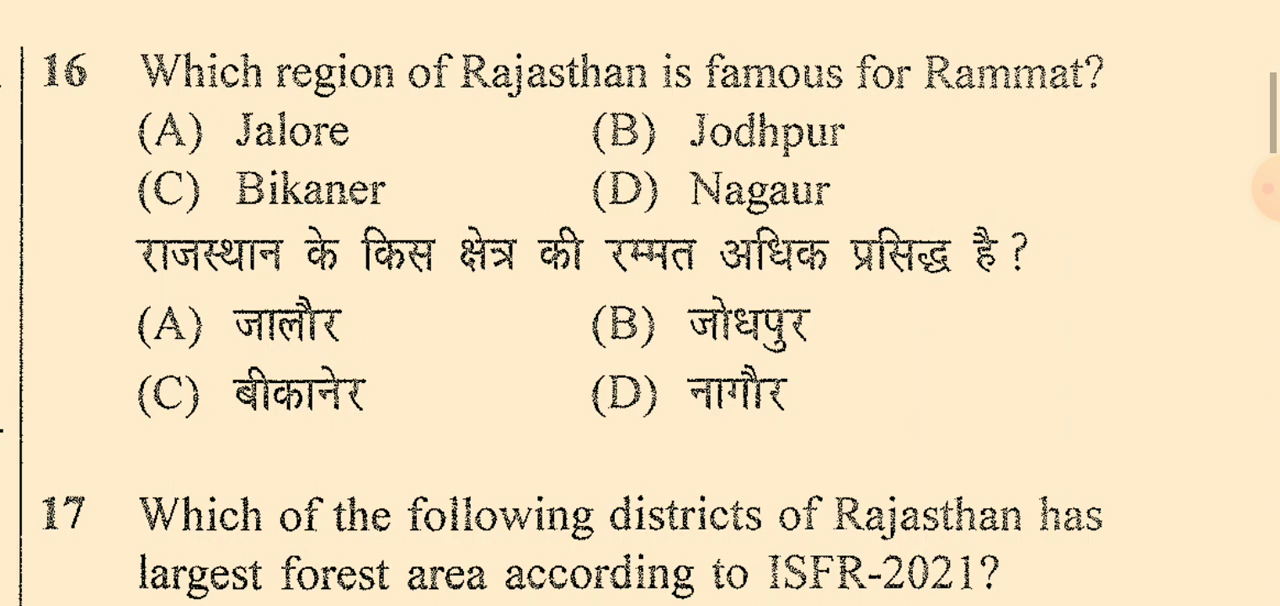 16 Which region of Rajasthan is famous for Rammat?
(A) Jalore (B) Jodhpur
(C) Bikaner (D) Nagaur
राजस्थान के किस क्षेत्र की रम्मत अधिक प्रसिद्ध है ?
(A) जालौर (B) जोधपुर
(C) बीकानेर (D) नागौर
17 Which of the following districts of Rajasthan has
largest forest area according to ISFR-2021?